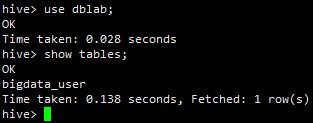 hive> use dblab;
OK
Time taken: 0.028 seconds
hive> show tables;
OK
bigdata_user
Time taken: 0.138 seconds, Fetched: 1 row(s)
hive>